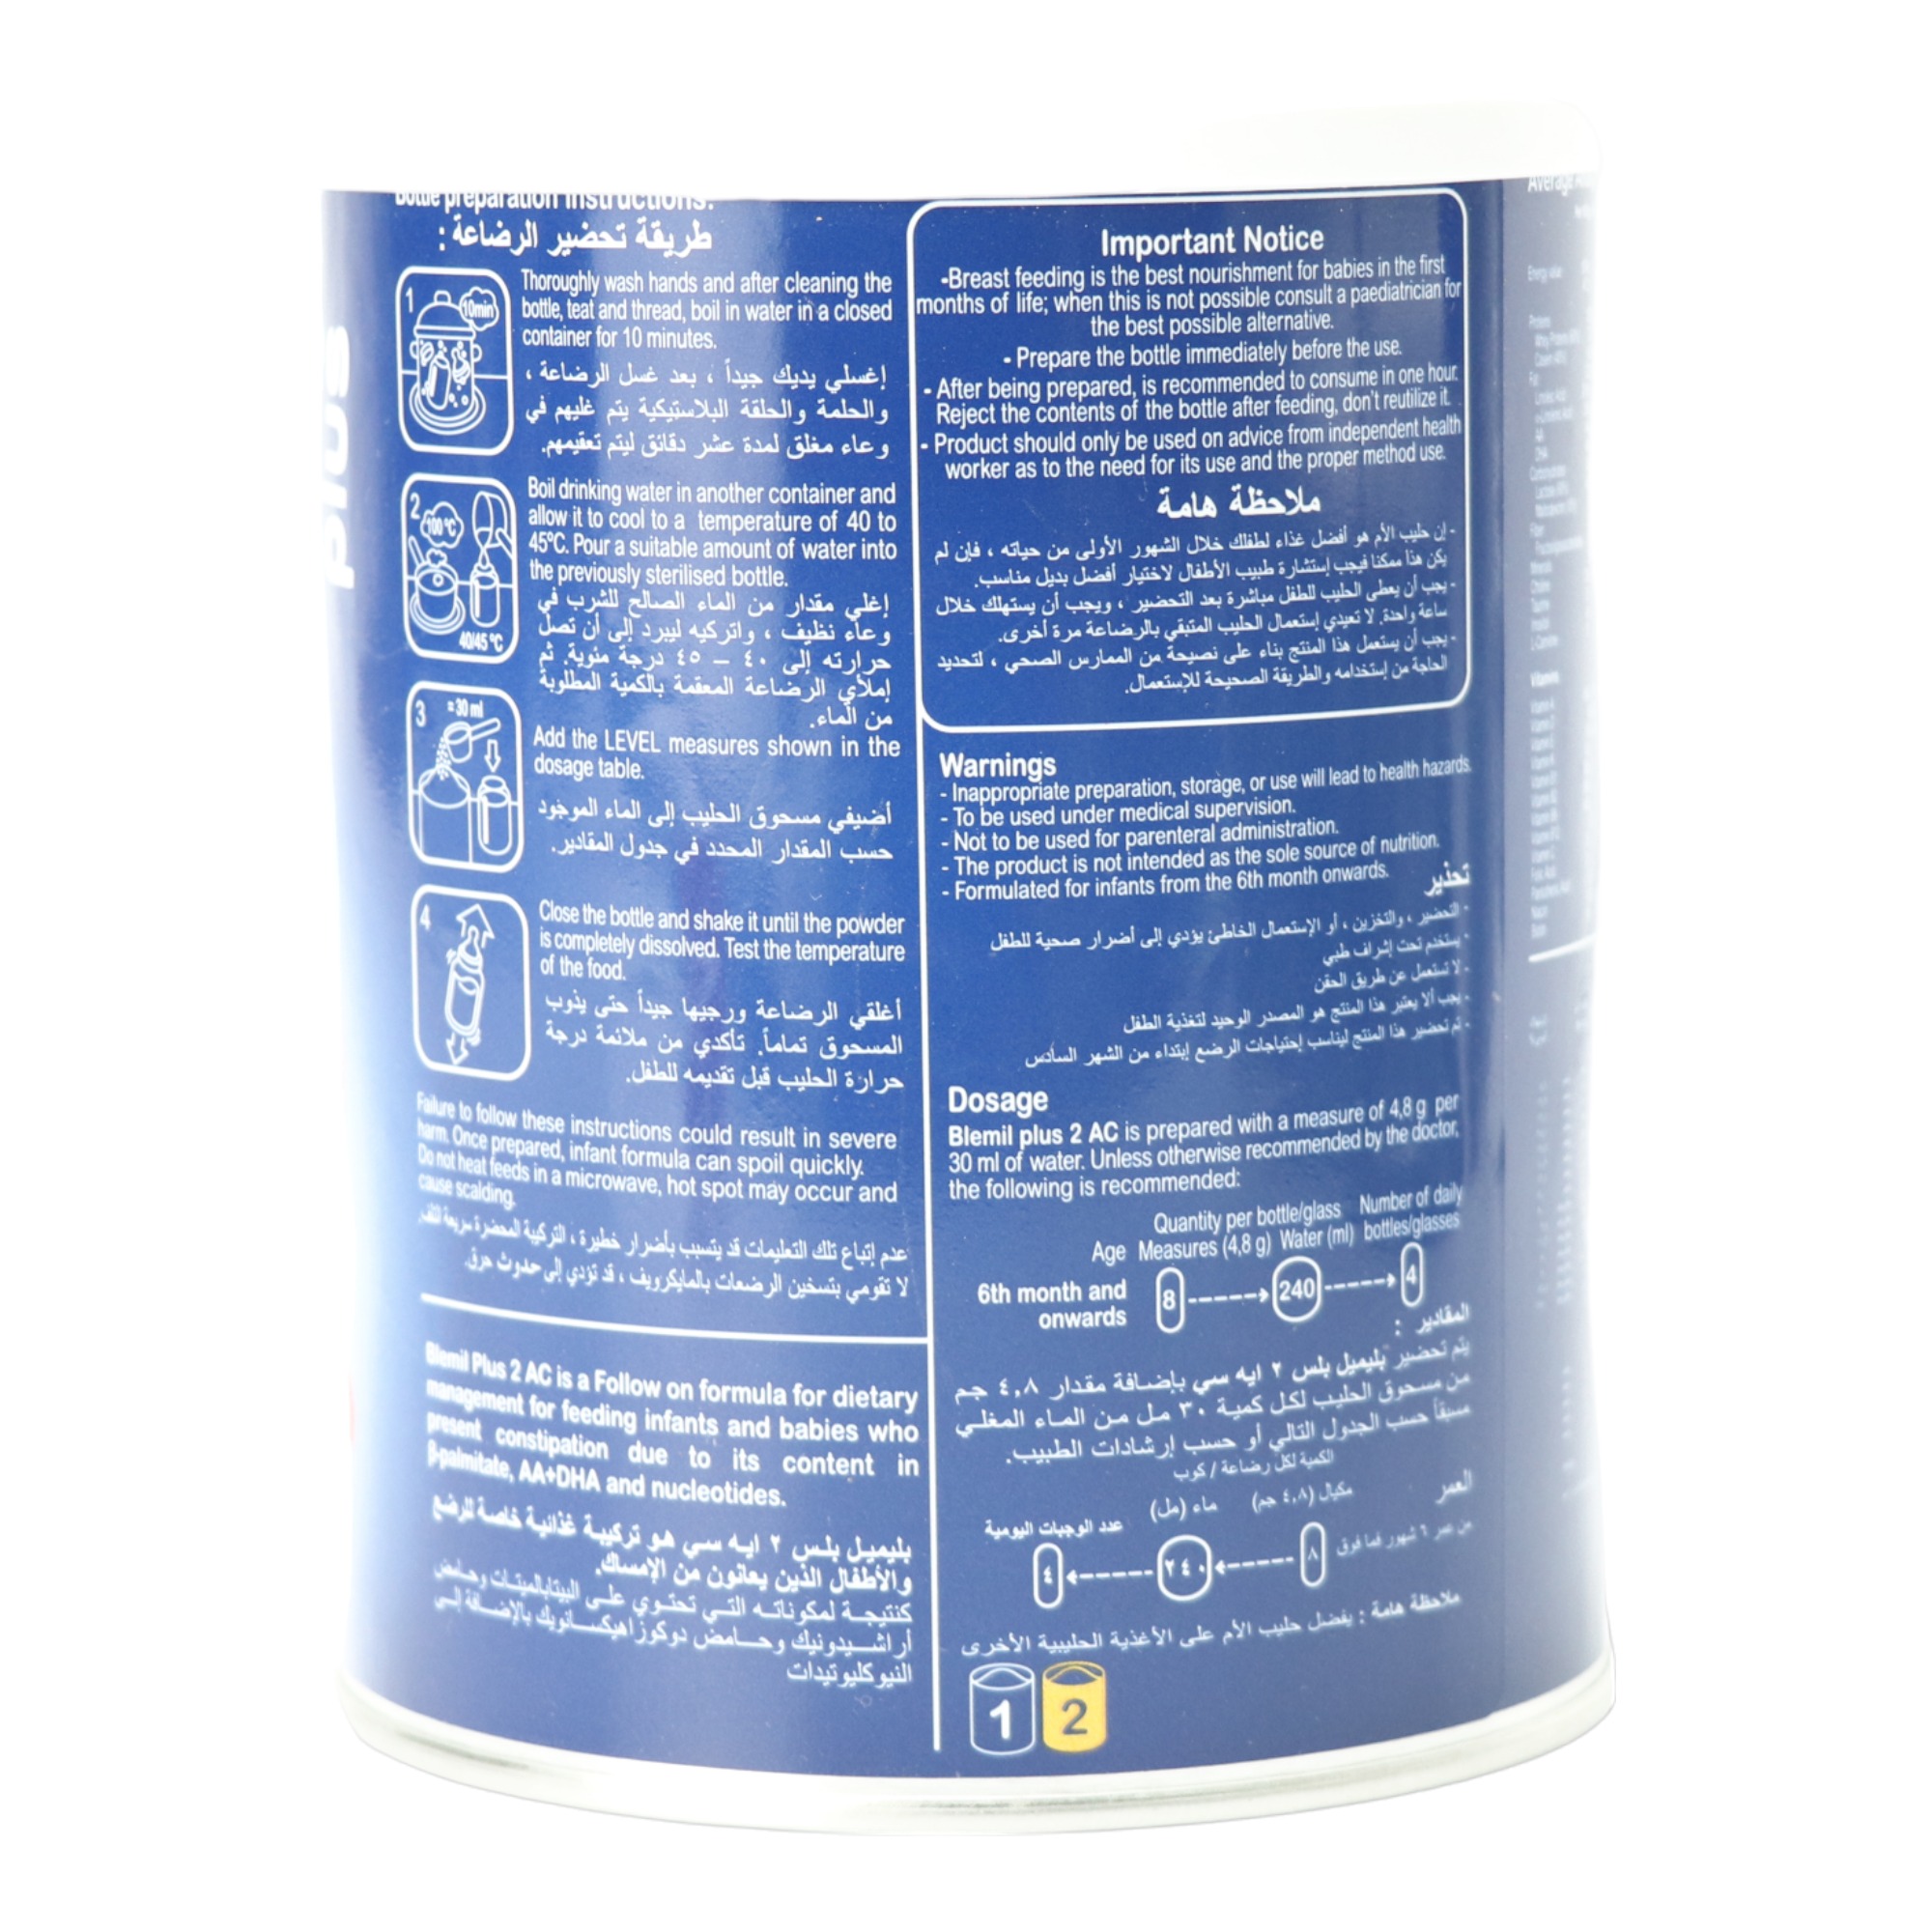 plus
Bottle preparation instructions:
طريقة تحضير الرضاعة :
1
10min
Thoroughly wash hands and after cleaning the
bottle, teat and thread, boil in water in a closed
container for 10 minutes.
إغسلي يديك جيداً ، بعد غسل الرضاعة ،
والحلمة والحلقة البلاستيكية يتم غليهم في
وعاء مغلق لمدة عشر دقائق ليتم تعقيمهم.
2
100 ºC
40/45 ºC
Boil drinking water in another container and
allow it to cool to a temperature of 40 to
45ºC. Pour a suitable amount of water into
the previously sterilised bottle.
إغلي مقدار من الماء الصالح للشرب في
وعاء نظيف ، واتركيه ليبرد إلى أن تصل
حرارته إلى ٤٠ – ٤٥ درجة مئوية. ثم
إملأي الرضاعة المعقمة بالكمية المطلوبة
من الماء.
3
= 30 ml
Add the LEVEL measures shown in the
dosage table.
أضيفي مسحوق الحليب إلى الماء الموجود
حسب المقدار المحدد في جدول المقادير.
4
Close the bottle and shake it until the powder
is completely dissolved. Test the temperature
of the food.
أغلقي الرضاعة ورجيها جيداً حتى يذوب
المسحوق تماماً. تأكدي من ملائمة درجة
حرارة الحليب قبل تقديمه للطفل.
Failure to follow these instructions could result in severe
harm. Once prepared, infant formula can spoil quickly.
Do not heat feeds in a microwave, hot spot may occur and
cause scalding.
عدم إتباع تلك التعليمات قد يتسبب بأضرار خطيرة ، التركيبة المحضرة سريعة التلف.
لا تقومي بتسخين الرضعات بالمايكرويف ، قد تؤدي إلى حدوث حرق.
Blemil Plus 2 AC is a Follow on formula for dietary
management for feeding infants and babies who
present constipation due to its content in
β-palmitate, AA+DHA and nucleotides.
بليميل بلس ٢ ايه سي هو تركيبة غذائية خاصة للرضع
والأطفال الذين يعانون من الإمساك.
كنتيجة لمكوناته التي تحتوي على البيتابالميتات وحامض
أراشيدونيك وحامض دوكوزاهيكسانويك بالإضافة إلى
النيوكليوتيدات
Important Notice
-Breast feeding is the best nourishment for babies in the first
months of life; when this is not possible consult a paediatrician for
the best possible alternative.
- Prepare the bottle immediately before the use.
- After being prepared, is recommended to consume in one hour.
Reject the contents of the bottle after feeding, don't reutilize it.
- Product should only be used on advice from independent health
worker as to the need for its use and the proper method use.
ملاحظة هامة
- إن حليب الأم هو أفضل غذاء لطفلك خلال الشهور الأولى من حياته ، فإن لم
يكن هذا ممكنا فيجب إستشارة طبيب الأطفال لاختيار أفضل بديل مناسب.
- يجب أن يعطى الحليب للطفل مباشرة بعد التحضير ، ويجب أن يستهلك خلال
ساعة واحدة. لا تعيدي إستعمال الحليب المتبقي بالرضاعة مرة أخرى.
- يجب أن يستعمل هذا المنتج بناء على نصيحة من الممارس الصحي ، لتحديد
الحاجة من إستخدامه والطريقة الصحيحة للإستعمال.
Warnings
- Inappropriate preparation, storage, or use will lead to health hazards.
- To be used under medical supervision.
- Not to be used for parenteral administration.
- The product is not intended as the sole source of nutrition.
- Formulated for infants from the 6th month onwards.
تحذير
- التحضير ، والتخزين ، أو الإستعمال الخاطئ يؤدي إلى أضرار صحية للطفل
- يستخدم تحت إشراف طبي
- لا تستعمل عن طريق الحقن
- يجب ألا يعتبر هذا المنتج هو المصدر الوحيد لتغذية الطفل
- تم تحضير هذا المنتج ليناسب إحتياجات الرضع إبتداء من الشهر السادس
Dosage
Blemil plus 2 AC is prepared with a measure of 4,8 g per
30 ml of water. Unless otherwise recommended by the doctor,
the following is recommended:
Quantity per bottle/glass Number of daily
Age Measures (4,8 g) Water (ml) bottles/glasses
6th month and
onwards
8 240 4
المقادير :
يتم تحضير بليميل بلس ٢ ايه سي بإضافة مقدار ٤,٨ جم
من مسحوق الحليب لكل كمية ٣٠ مل من الماء المغلي
مسبقاً حسب الجدول التالي أو حسب إرشادات الطبيب.
الكمية لكل رضاعة / كوب
العمر مكيال (٤,٨ جم) ماء (مل) عدد الوجبات اليومية
من عمر ٦ شهور فما فوق ٨ ٢٤٠ ٤
ملاحظة هامة : يفضل حليب الأم على الأغذية الحليبية الأخرى
1 2
Average
Energy value
Vitamins